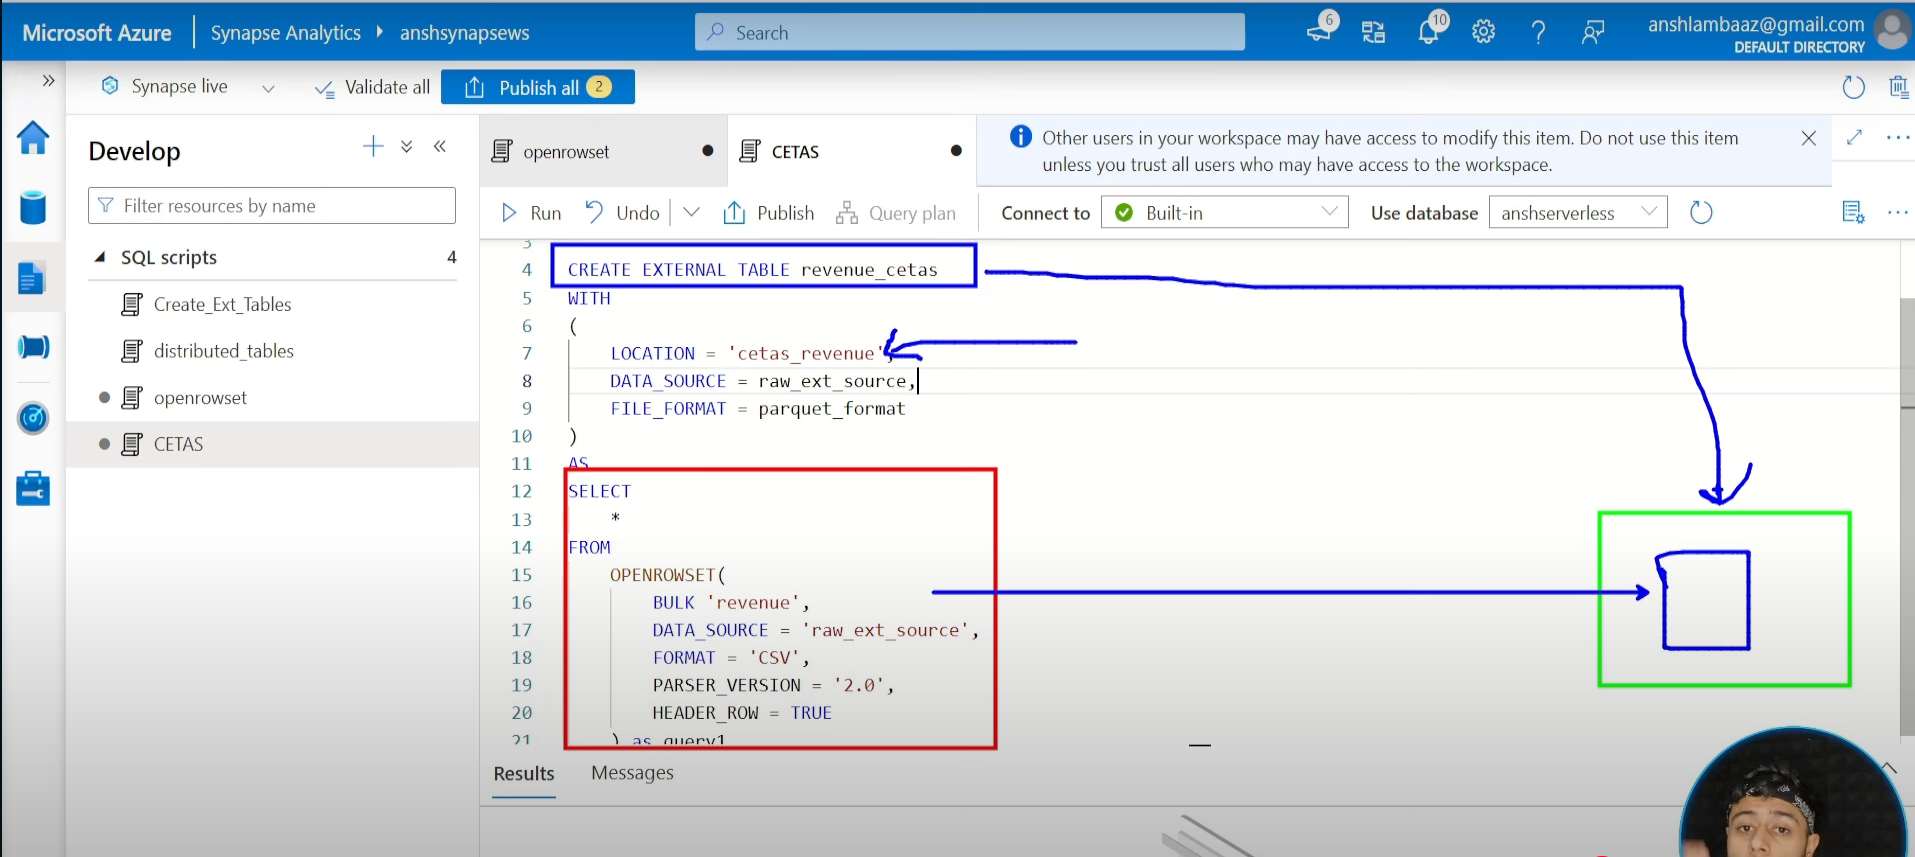 Microsoft Azure
Synapse Analytics
anshsynapsews
Search
6
10
anshlambaaz@gmail.com
DEFAULT DIRECTORY
Synapse live
Validate all
Publish all 2
Develop
Filter resources by name
SQL scripts 4
Create_Ext_Tables
distributed_tables
openrowset
CETAS
openrowset
CETAS
Other users in your workspace may have access to modify this item. Do not use this item
unless you trust all users who may have access to the workspace.
Run
Undo
Publish
Query plan
Connect to
Built-in
Use database
anshserverless
3
4 CREATE EXTERNAL TABLE revenue_cetas
5 WITH
6 (
7 LOCATION = 'cetas_revenue',
8 DATA_SOURCE = raw_ext_source,
9 FILE_FORMAT = parquet_format
10 )
11 AS
12 SELECT
13 *
14 FROM
15 OPENROWSET(
16 BULK 'revenue',
17 DATA_SOURCE = 'raw_ext_source',
18 FORMAT = 'CSV',
19 PARSER_VERSION = '2.0',
20 HEADER_ROW = TRUE
21 ) as query1
Results
Messages